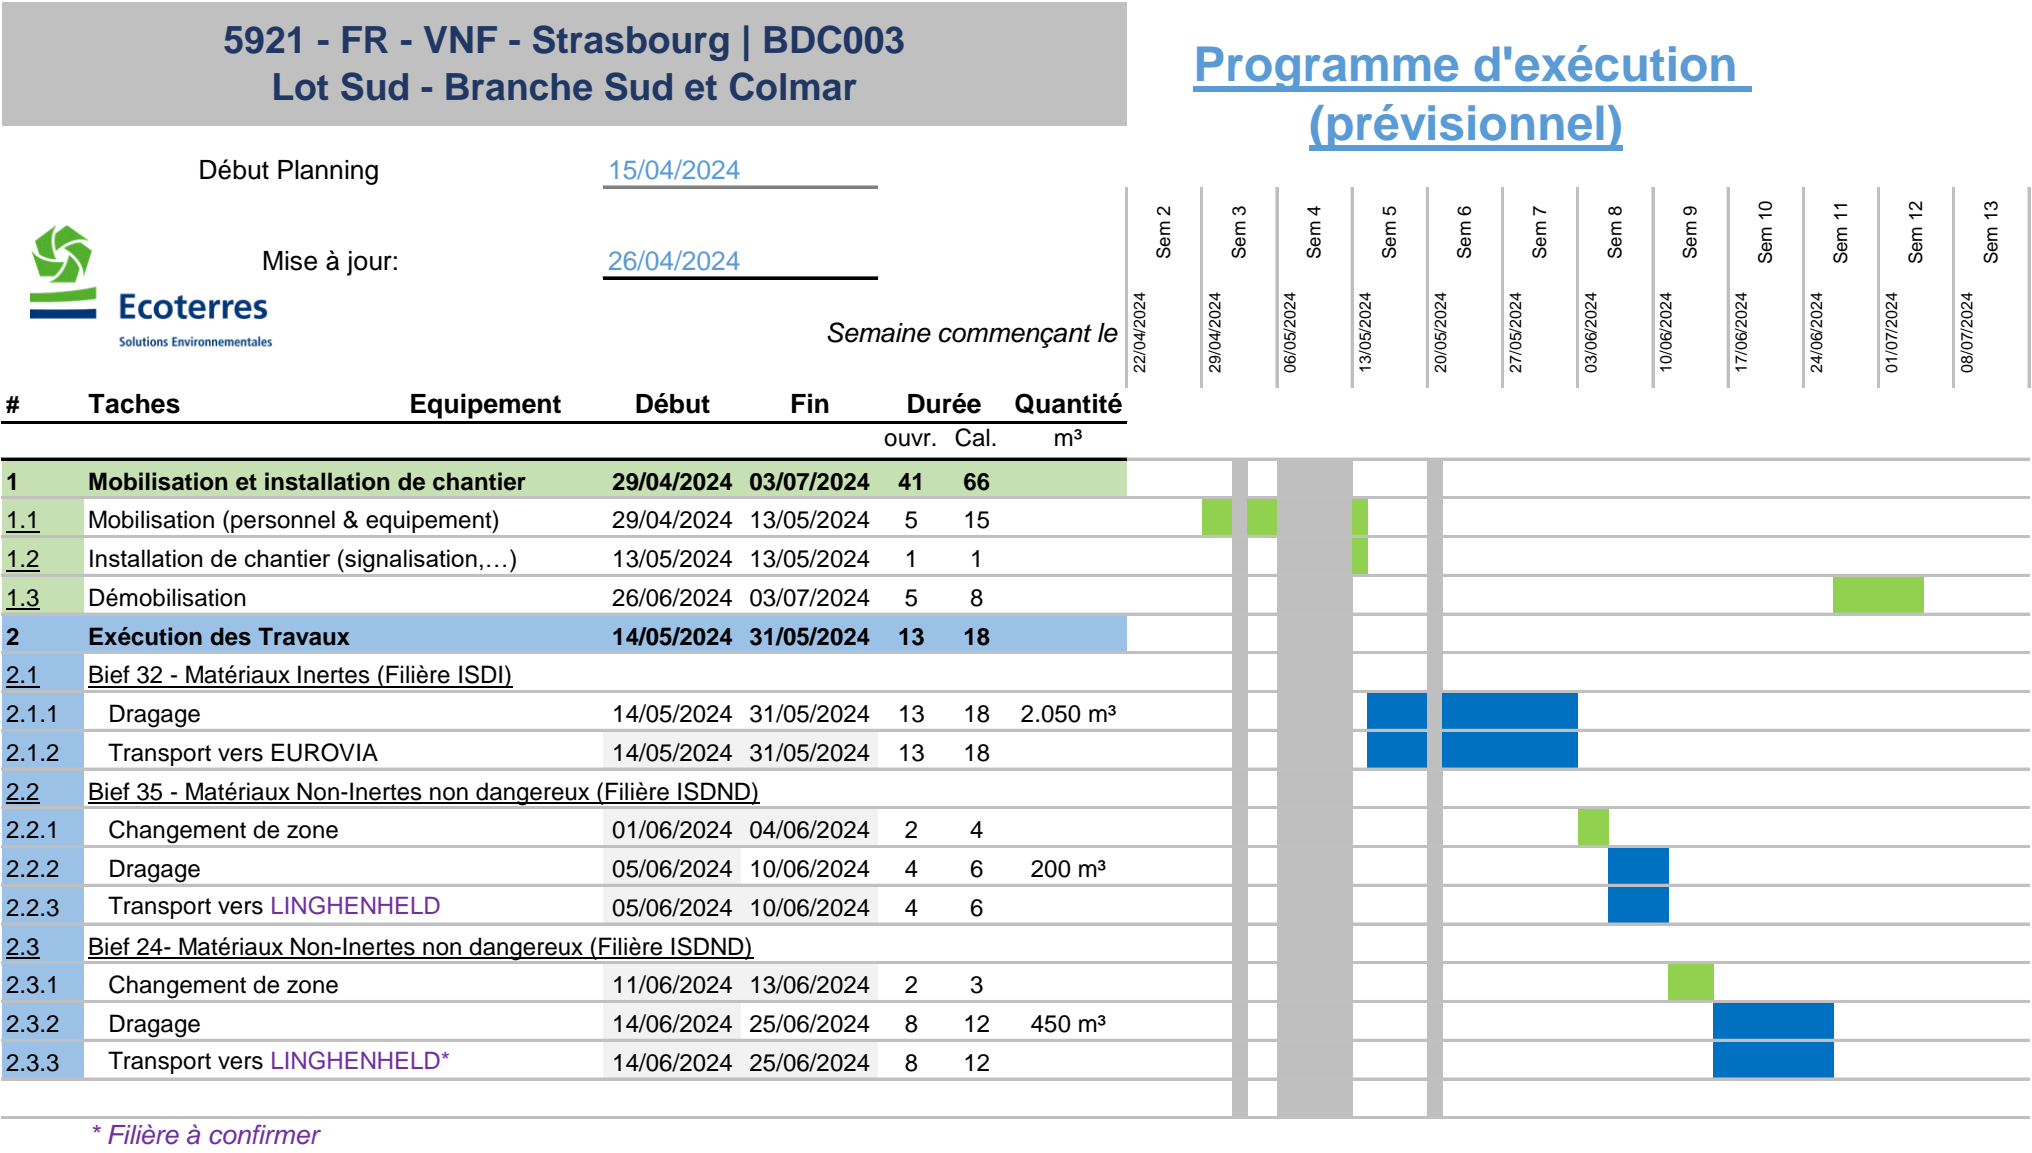 5921 - FR - VNF - Strasbourg | BDC003
Lot Sud - Branche Sud et Colmar
Programme d'exécution
(prévisionnel)
Début Planning 15/04/2024
Mise à jour: 26/04/2024
Ecoterres
Solutions Environnementales
Semaine commençant le
Sem 2 Sem 3 Sem 4 Sem 5 Sem 6 Sem 7 Sem 8 Sem 9 Sem 10 Sem 11 Sem 12 Sem 13
22/04/2024 29/04/2024 06/05/2024 13/05/2024 20/05/2024 27/05/2024 03/06/2024 10/06/2024 17/06/2024 24/06/2024 01/07/2024 08/07/2024
# Taches Equipement Début Fin Durée Quantité
ouvr. Cal. m³
1 Mobilisation et installation de chantier 29/04/2024 03/07/2024 41 66
1.1 Mobilisation (personnel & equipement) 29/04/2024 13/05/2024 5 15
1.2 Installation de chantier (signalisation,…) 13/05/2024 13/05/2024 1 1
1.3 Démobilisation 26/06/2024 03/07/2024 5 8
2 Exécution des Travaux 14/05/2024 31/05/2024 13 18
2.1 Bief 32 - Matériaux Inertes (Filière ISDI)
2.1.1 Dragage 14/05/2024 31/05/2024 13 18 2.050 m³
2.1.2 Transport vers EUROVIA 14/05/2024 31/05/2024 13 18
2.2 Bief 35 - Matériaux Non-Inertes non dangereux (Filière ISDND)
2.2.1 Changement de zone 01/06/2024 04/06/2024 2 4
2.2.2 Dragage 05/06/2024 10/06/2024 4 6 200 m³
2.2.3 Transport vers LINGHENHELD 05/06/2024 10/06/2024 4 6
2.3 Bief 24- Matériaux Non-Inertes non dangereux (Filière ISDND)
2.3.1 Changement de zone 11/06/2024 13/06/2024 2 3
2.3.2 Dragage 14/06/2024 25/06/2024 8 12 450 m³
2.3.3 Transport vers LINGHENHELD* 14/06/2024 25/06/2024 8 12
* Filière à confirmer